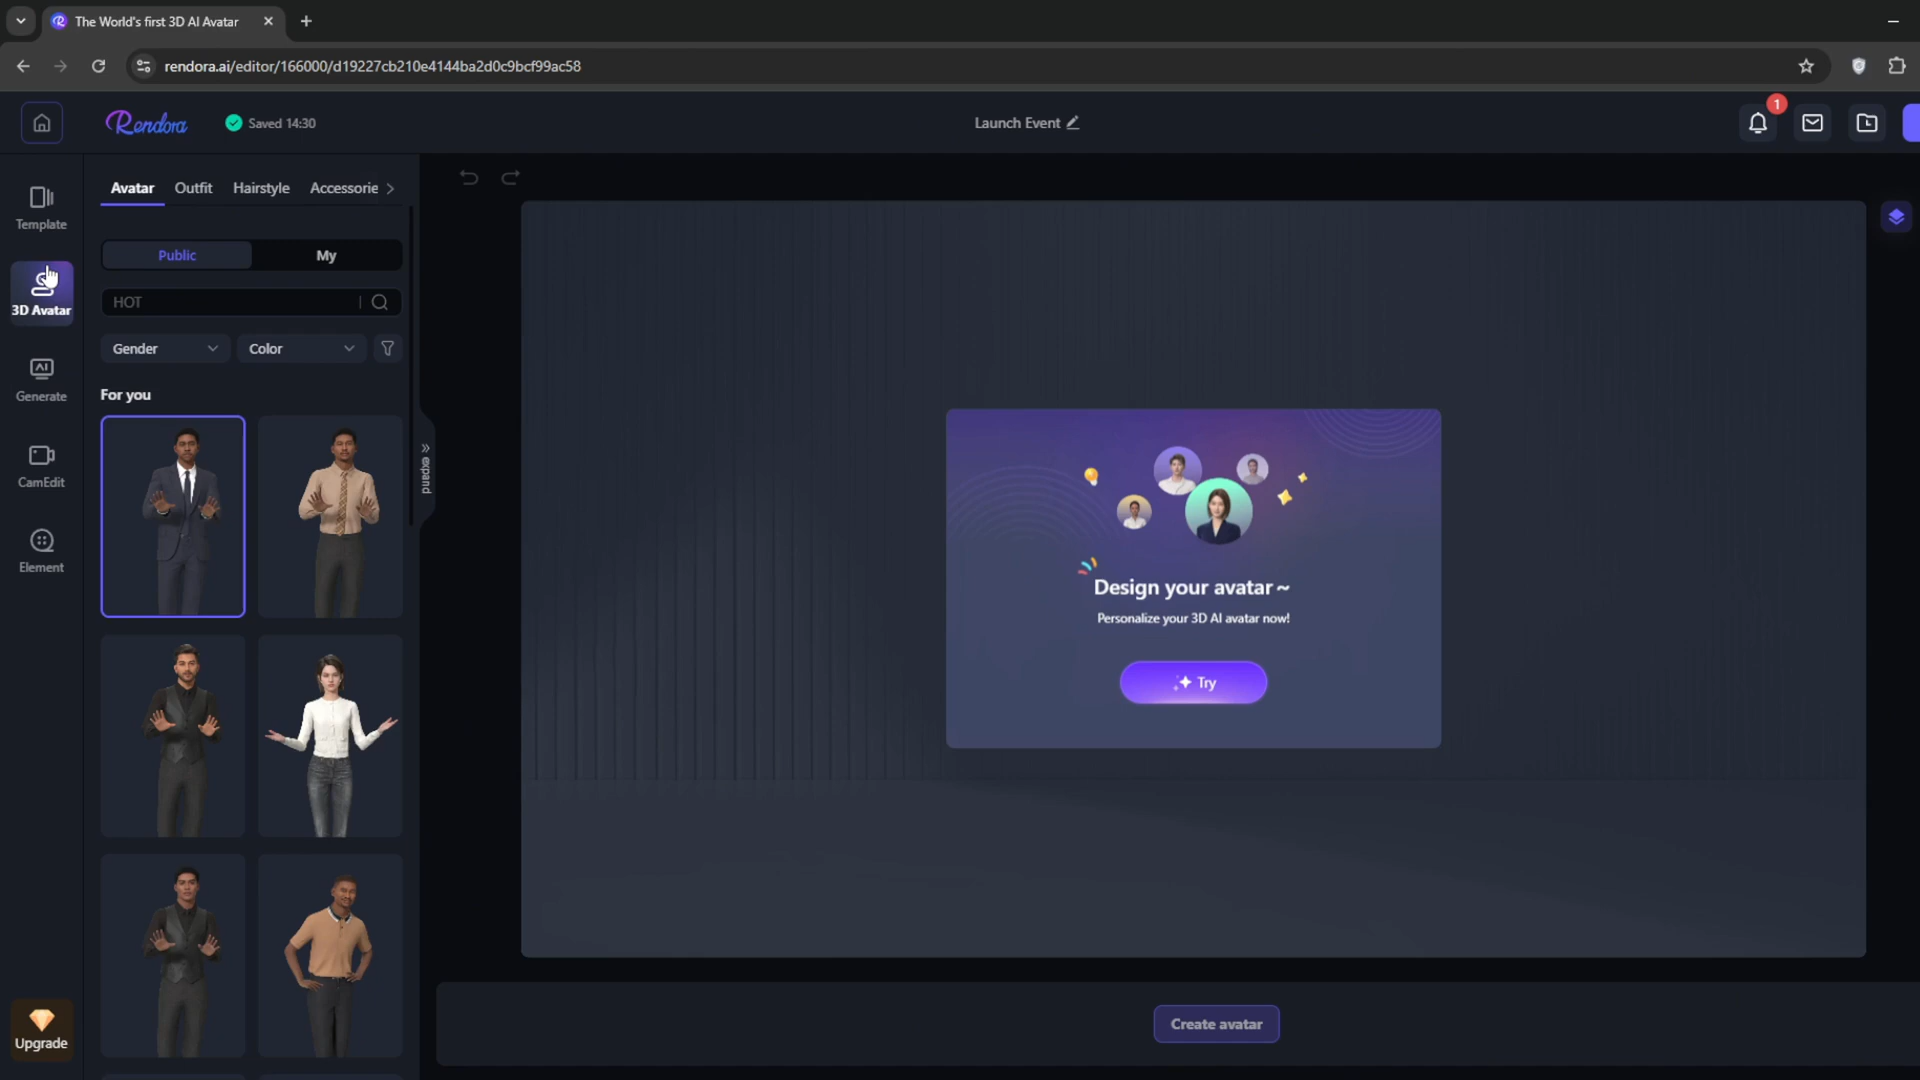 The World's first 3D AI Avatar
rendora.ai/editor/166000/d19227cb210e4144ba2d0c9bcf99ac58
Rendora
Saved 14:30
Launch Event
1
Template
3D Avatar
Generate
AI
CamEdit
Element
Upgrade
Avatar Outfit Hairstyle Accessorie
Public My
HOT
Gender Color
For you
expand
Design your avatar ~
Personalize your 3D AI avatar now!
Try
Create avatar